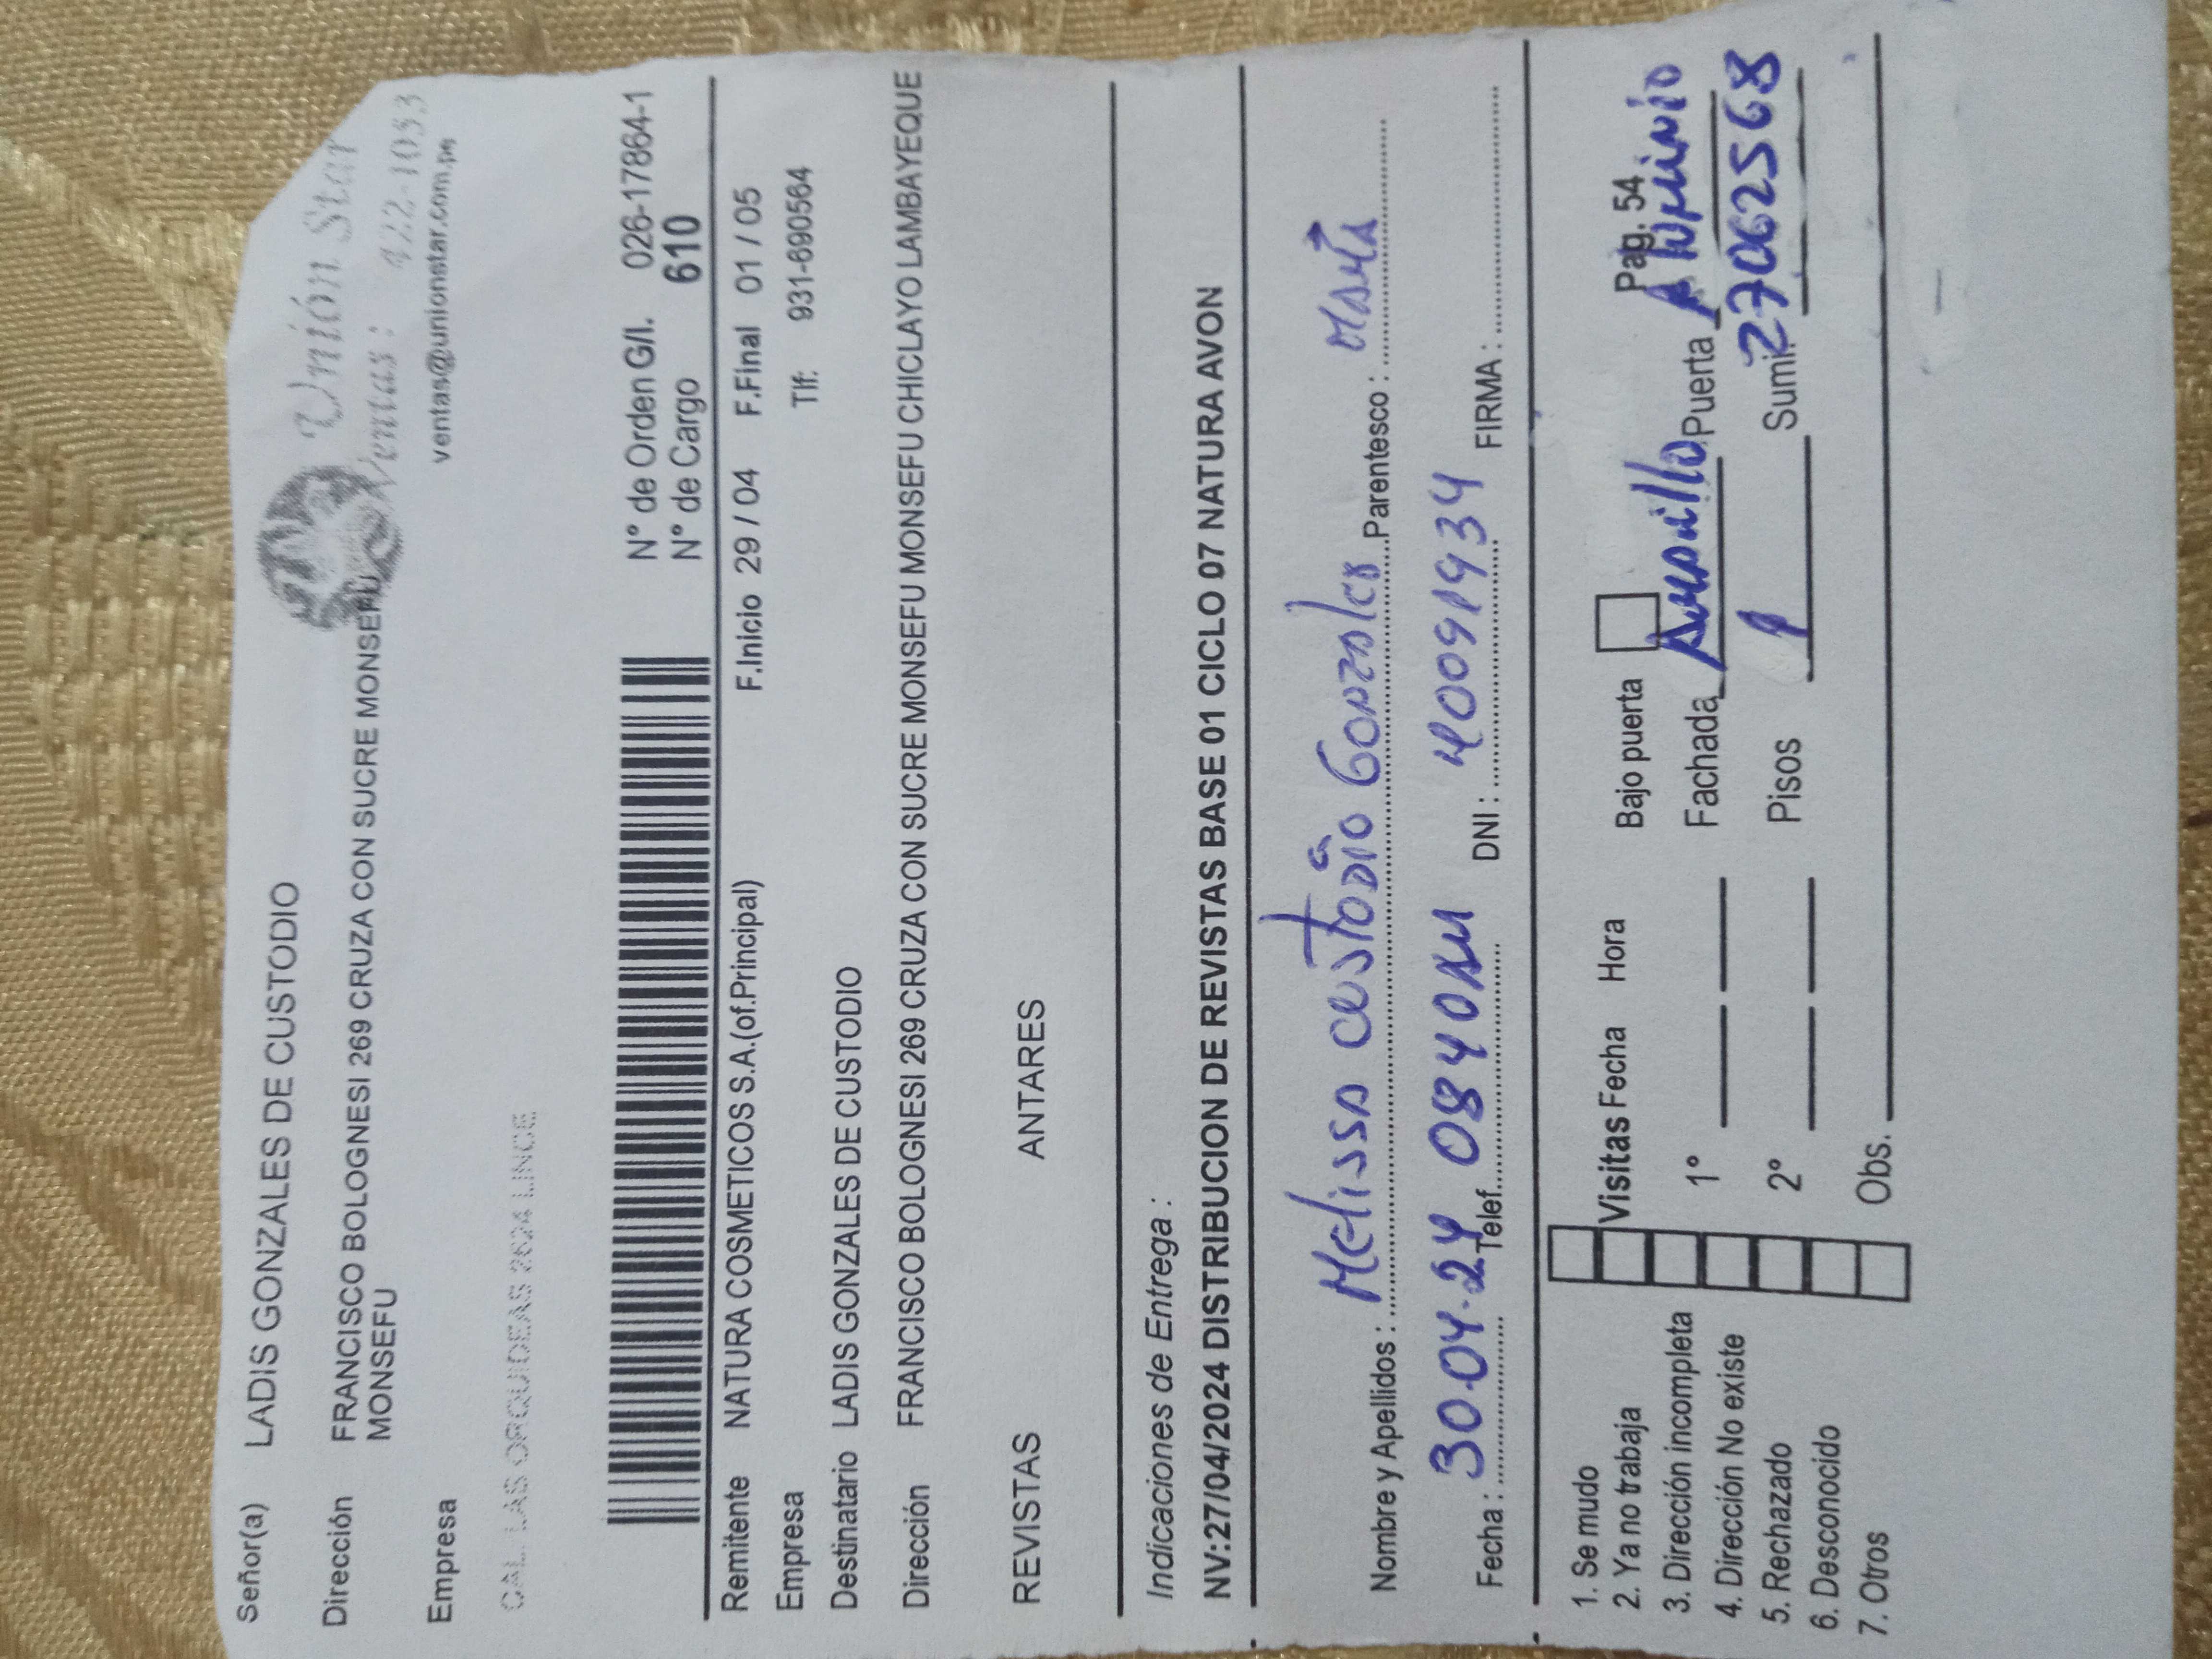 Unión Star
Ventas: 422-1053
ventas@unionstar.com.pe
Señor(a) LADIS GONZALES DE CUSTODIO
Dirección FRANCISCO BOLOGNESI 269 CRUZA CON SUCRE MONSEFU
MONSEFU
Empresa
CAL. LAS ORQUIDEAS 2624 LINCE
N° de Orden G/I. 026-17864-1
N° de Cargo 610
Remitente NATURA COSMETICOS S.A.(of.Principal) F.Inicio 29 / 04 F.Final 01 / 05
Empresa Tlf: 931-690564
Destinatario LADIS GONZALES DE CUSTODIO
Dirección FRANCISCO BOLOGNESI 269 CRUZA CON SUCRE MONSEFU MONSEFU CHICLAYO LAMBAYEQUE
REVISTAS ANTARES
Indicaciones de Entrega :
NV:27/04/2024 DISTRIBUCION DE REVISTAS BASE 01 CICLO 07 NATURA AVON
Nombre y Apellidos : Melissa Custodio Gonzales Parentesco :
Fecha : 30-04-24 Telef. 0840am DNI : 40091934 FIRMA :
Pag. 54
1. Se mudo
2. Ya no trabaja
3. Dirección incompleta
4. Dirección No existe
5. Rechazado
6. Desconocido
7. Otros
Visitas Fecha Hora Bajo puerta
1° Fachada Amarillo Puerta Aluminio
2° Pisos 1 Sumi. 27062568
Obs.